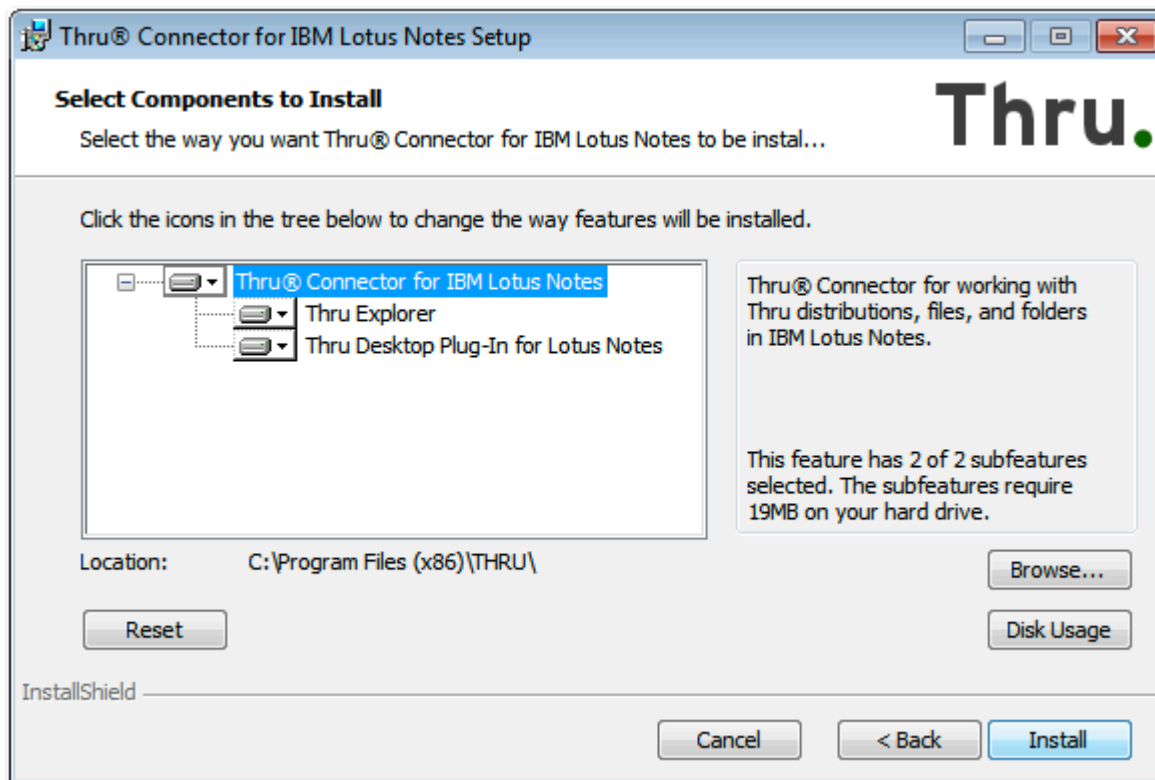 Thru® Connector for IBM Lotus Notes Setup
Select Components to Install
Select the way you want Thru® Connector for IBM Lotus Notes to be instal...
Thru.
Click the icons in the tree below to change the way features will be installed.
Thru® Connector for IBM Lotus Notes
Thru Explorer
Thru Desktop Plug-In for Lotus Notes
Thru® Connector for working with
Thru distributions, files, and folders
in IBM Lotus Notes.
This feature has 2 of 2 subfeatures
selected. The subfeatures require
19MB on your hard drive.
Location: C:\Program Files (x86)\THRU\
Browse...
Reset
Disk Usage
InstallShield
Cancel
< Back
Install